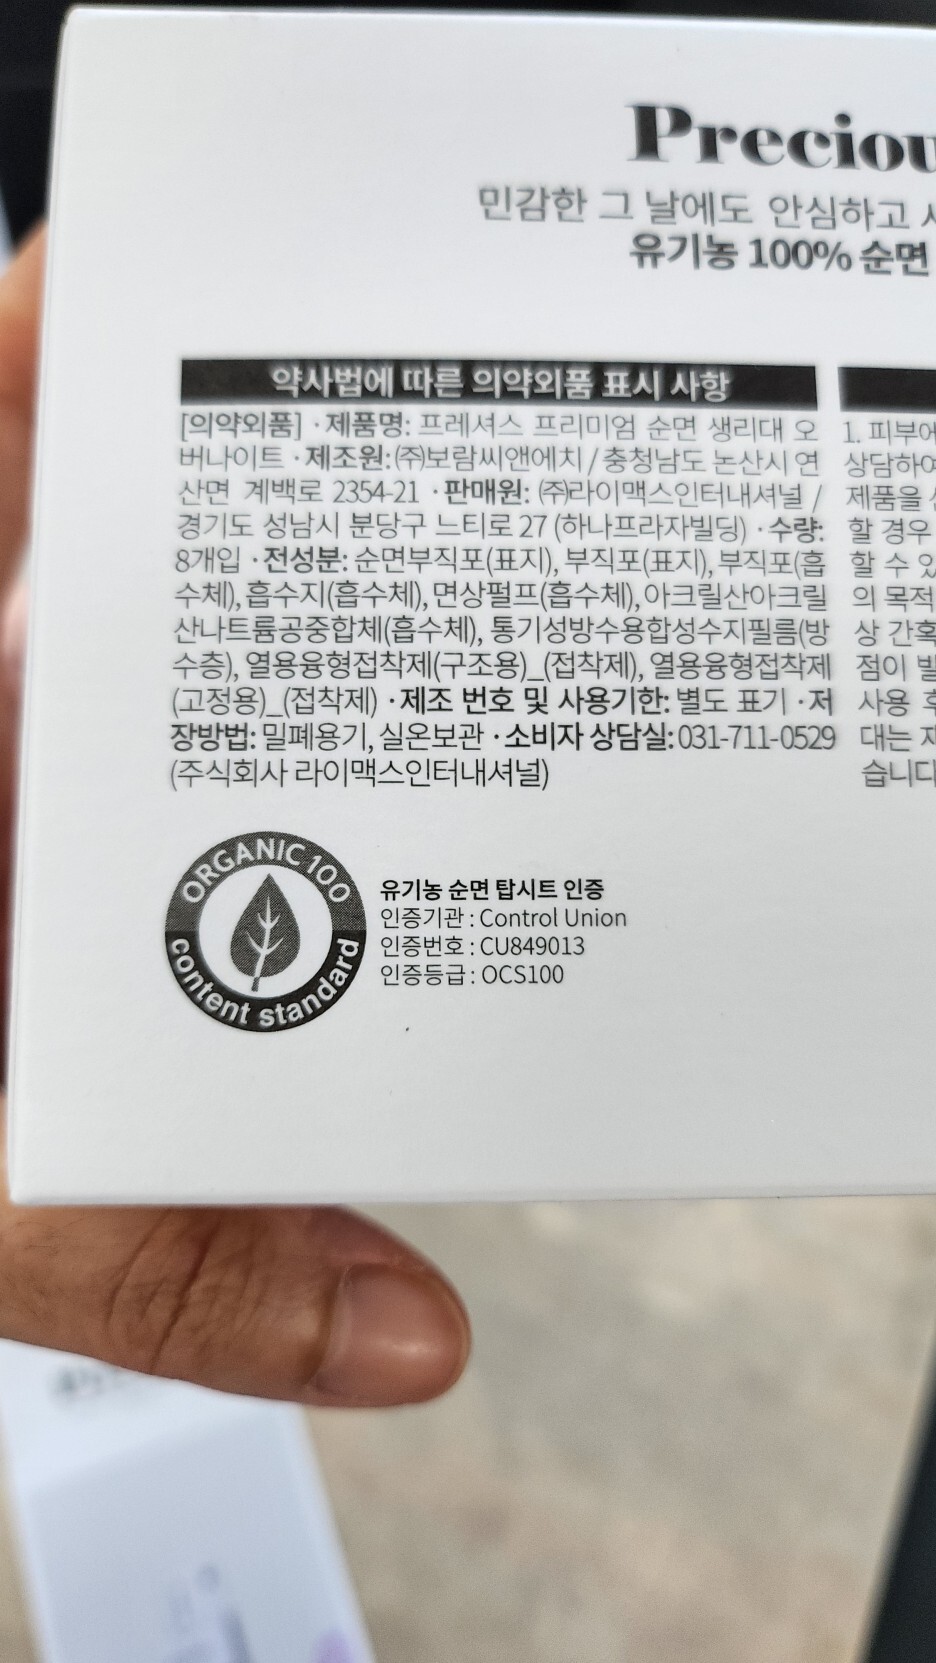 Preciou
민감한 그 날에도 안심하고
유기농 100% 순면
약사법에 따른 의약외품 표시 사항
[의약외품] · 제품명: 프레셔스 프리미엄 순면 생리대 오
버나이트 · 제조원: ㈜보람씨앤에치 / 충청남도 논산시 연
산면 계백로 2354-21 · 판매원: ㈜라이맥스인터내셔널 /
경기도 성남시 분당구 느티로 27 (하나프라자빌딩) · 수량:
8개입 · 전성분: 순면부직포(표지), 부직포(표지), 부직포(흡
수체), 흡수지(흡수체), 면상펄프(흡수체), 아크릴산아크릴
산나트륨공중합체(흡수체), 통기성방수용합성수지필름(방
수층), 열용융형접착제(구조용)_(접착제), 열용융형접착제
(고정용)_(접착제) · 제조 번호 및 사용기한: 별도 표기 · 저
장방법: 밀폐용기, 실온보관 · 소비자 상담실: 031-711-0529
(주식회사 라이맥스인터내셔널)
1. 피부에
상담하여
제품을
할 경우
할 수 있
의 목적
상 간혹
점이 발
사용 후
대는 재
습니다
ORGANIC 100
content standard
유기농 순면 탑시트 인증
인증기관 : Control Union
인증번호 : CU849013
인증등급 : OCS100